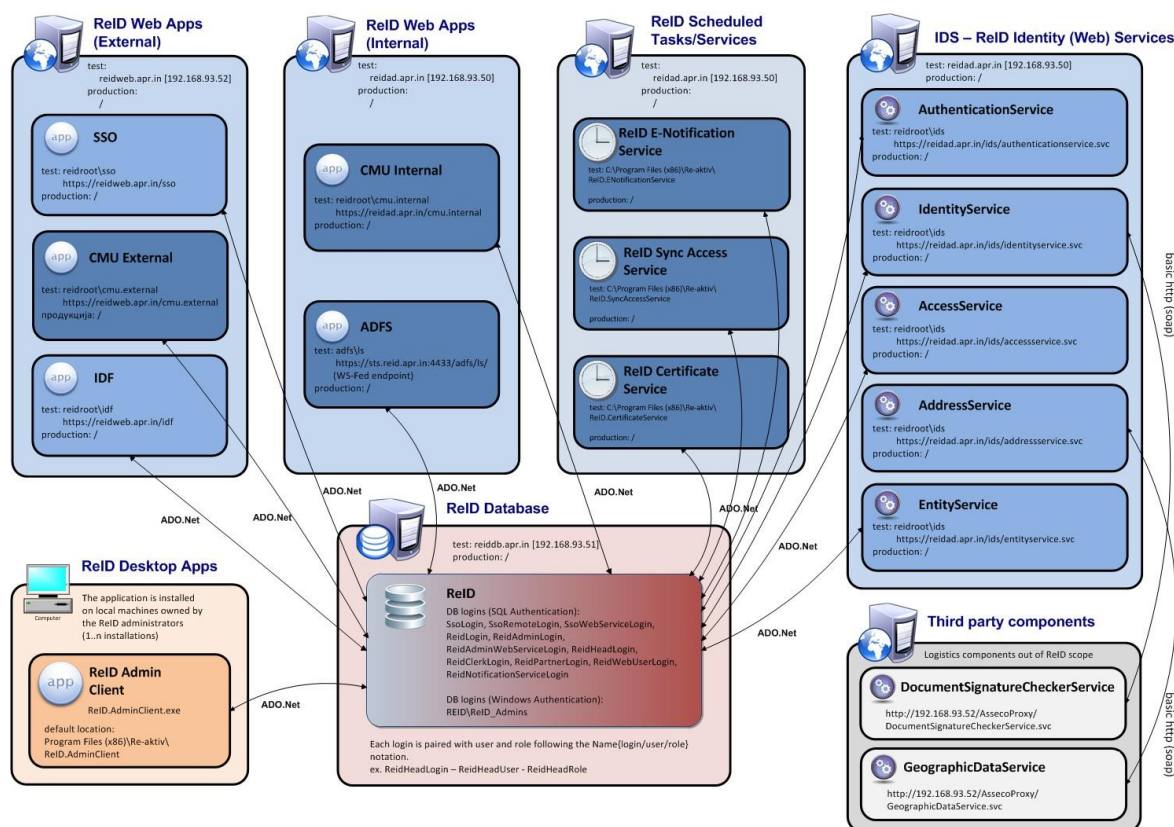 ReID Web Apps
(External)
test:
reidweb.apr.in [192.168.93.52]
production:
/
app
SSO
test: reidroot\sso
https://reidweb.apr.in/sso
production: /
app
CMU External
test: reidroot\cmu.external
https://reidweb.apr.in/cmu.external
продукција: /
app
IDF
test: reidroot\idf
https://reidweb.apr.in/idf
production: /
ReID Web Apps
(Internal)
test:
reidad.apr.in [192.168.93.50]
production:
/
app
CMU Internal
test: reidroot\cmu.internal
https://reidad.apr.in/cmu.internal
production: /
app
ADFS
test: adfs\ls
https://sts.reid.apr.in:4433/adfs/ls/
(WS-Fed endpoint)
production: /
ReID Scheduled
Tasks/Services
test:
reidad.apr.in [192.168.93.50]
production:
/
ReID E-Notification
Service
test: C:\Program Files (x86)\Re-aktiv\
ReID.ENotificationService
production: /
ReID Sync Access
Service
test: C:\Program Files (x86)\Re-aktiv\
ReID.SyncAccessService
production: /
ReID Certificate
Service
test: C:\Program Files (x86)\Re-aktiv\
ReID.CertificateService
production: /
IDS – ReID Identity (Web) Services
test: reidad.apr.in [192.168.93.50]
production: /
AuthenticationService
test: reidroot\ids
https://reidad.apr.in/ids/authenticationservice.svc
production: /
IdentityService
test: reidroot\ids
https://reidad.apr.in/ids/identityservice.svc
production: /
AccessService
test: reidroot\ids
https://reidad.apr.in/ids/accessservice.svc
production: /
AddressService
test: reidroot\ids
https://reidad.apr.in/ids/addressservice.svc
production: /
EntityService
test: reidroot\ids
https://reidad.apr.in/ids/entityservice.svc
production: /
basic http (soap)
basic http (soap)
ADO.Net
ADO.Net
ADO.Net
ADO.Net
ADO.Net
ADO.Net
ADO.Net
ADO.Net
ADO.Net
ReID Database
test: reiddb.apr.in [192.168.93.51]
production: /
ReID
DB logins (SQL Authentication):
SsoLogin, SsoRemoteLogin, SsoWebServiceLogin,
ReidLogin, ReidAdminLogin,
ReidAdminWebServiceLogin, ReidHeadLogin,
ReidClerkLogin, ReidPartnerLogin, ReidWebUserLogin,
ReidNotificationServiceLogin
DB logins (Windows Authentication):
REID\ReID_Admins
Each login is paired with user and role following the Name{login/user/role}
notation.
ex. ReidHeadLogin – ReidHeadUser - ReidHeadRole
Computer
ReID Desktop Apps
The application is installed
on local machines owned by
the ReID administrators
(1..n installations)
app
ReID Admin
Client
ReID.AdminClient.exe
default location:
Program Files (x86)\Re-aktiv\
ReID.AdminClient
Third party components
Logistics components out of ReID scope
DocumentSignatureCheckerService
http://192.168.93.52/AssecoProxy/
DocumentSignatureCheckerService.svc
GeographicDataService
http://192.168.93.52/AssecoProxy/
GeographicDataService.svc